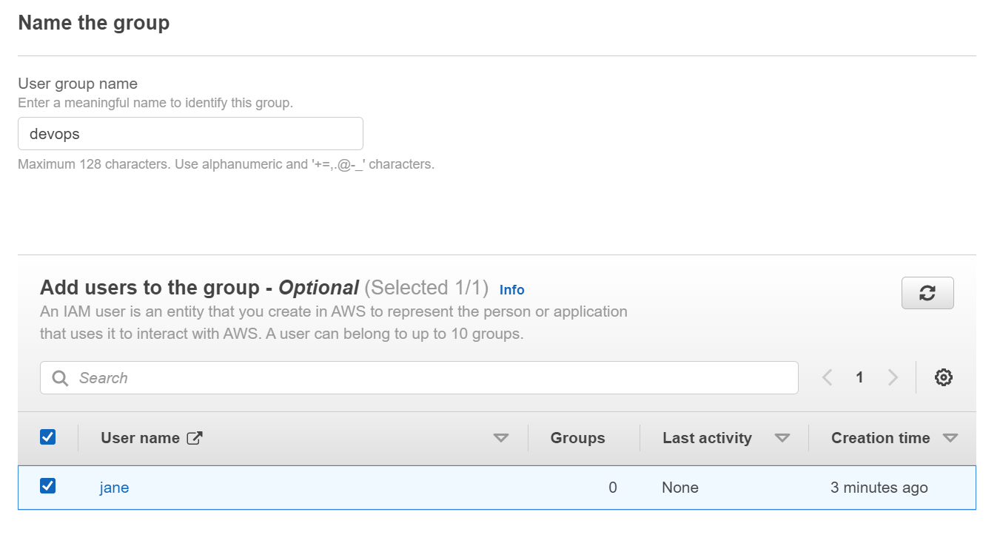 Name the group
User group name
Enter a meaningful name to identify this group.
devops
Maximum 128 characters. Use alphanumeric and '+=,.@-_' characters.
Add users to the group - Optional (Selected 1/1) Info
An IAM user is an entity that you create in AWS to represent the person or application
that uses it to interact with AWS. A user can belong to up to 10 groups.
Search
1
User name Groups Last activity Creation time
jane 0 None 3 minutes ago